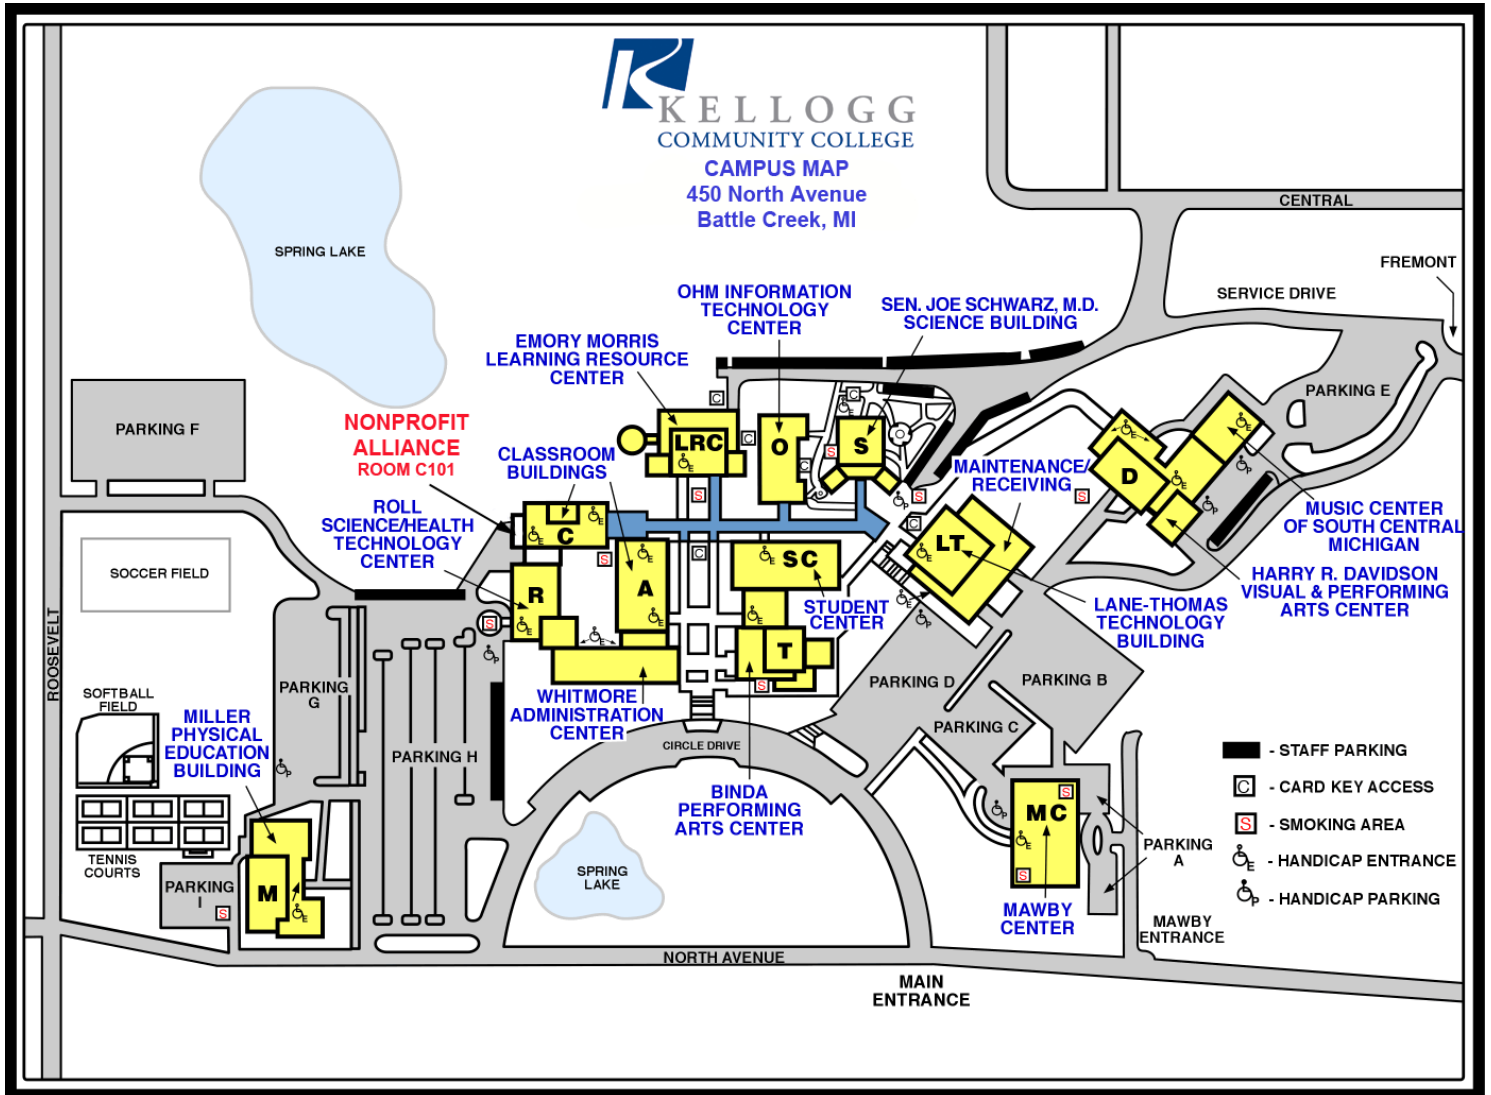 KELLOGG
COMMUNITY COLLEGE
CAMPUS MAP
450 North Avenue
Battle Creek, MI
CENTRAL
SPRING LAKE
FREMONT
SERVICE DRIVE
OHM INFORMATION
TECHNOLOGY
CENTER
SEN. JOE SCHWARZ, M.D.
SCIENCE BUILDING
EMORY MORRIS
LEARNING RESOURCE
CENTER
PARKING E
PARKING F
NONPROFIT
ALLIANCE
ROOM C101
CLASSROOM
BUILDINGS
LRC
O
S
D
MAINTENANCE/
RECEIVING
ROLL
SCIENCE/HEALTH
TECHNOLOGY
CENTER
C
MUSIC CENTER
OF SOUTH CENTRAL
MICHIGAN
LT
SC
SOCCER FIELD
R
A
STUDENT
CENTER
HARRY R. DAVIDSON
VISUAL & PERFORMING
ARTS CENTER
LANE-THOMAS
TECHNOLOGY
BUILDING
ROOSEVELT
T
PARKING
G
PARKING D
PARKING B
SOFTBALL
FIELD
WHITMORE
ADMINISTRATION
CENTER
MILLER
PHYSICAL
EDUCATION
BUILDING
PARKING C
CIRCLE DRIVE
PARKING H
BINDA
PERFORMING
ARTS CENTER
MC
PARKING
A
TENNIS
COURTS
PARKING
I
M
SPRING
LAKE
MAWBY
CENTER
MAWBY
ENTRANCE
NORTH AVENUE
MAIN
ENTRANCE
- STAFF PARKING
C - CARD KEY ACCESS
S - SMOKING AREA
E - HANDICAP ENTRANCE
P - HANDICAP PARKING